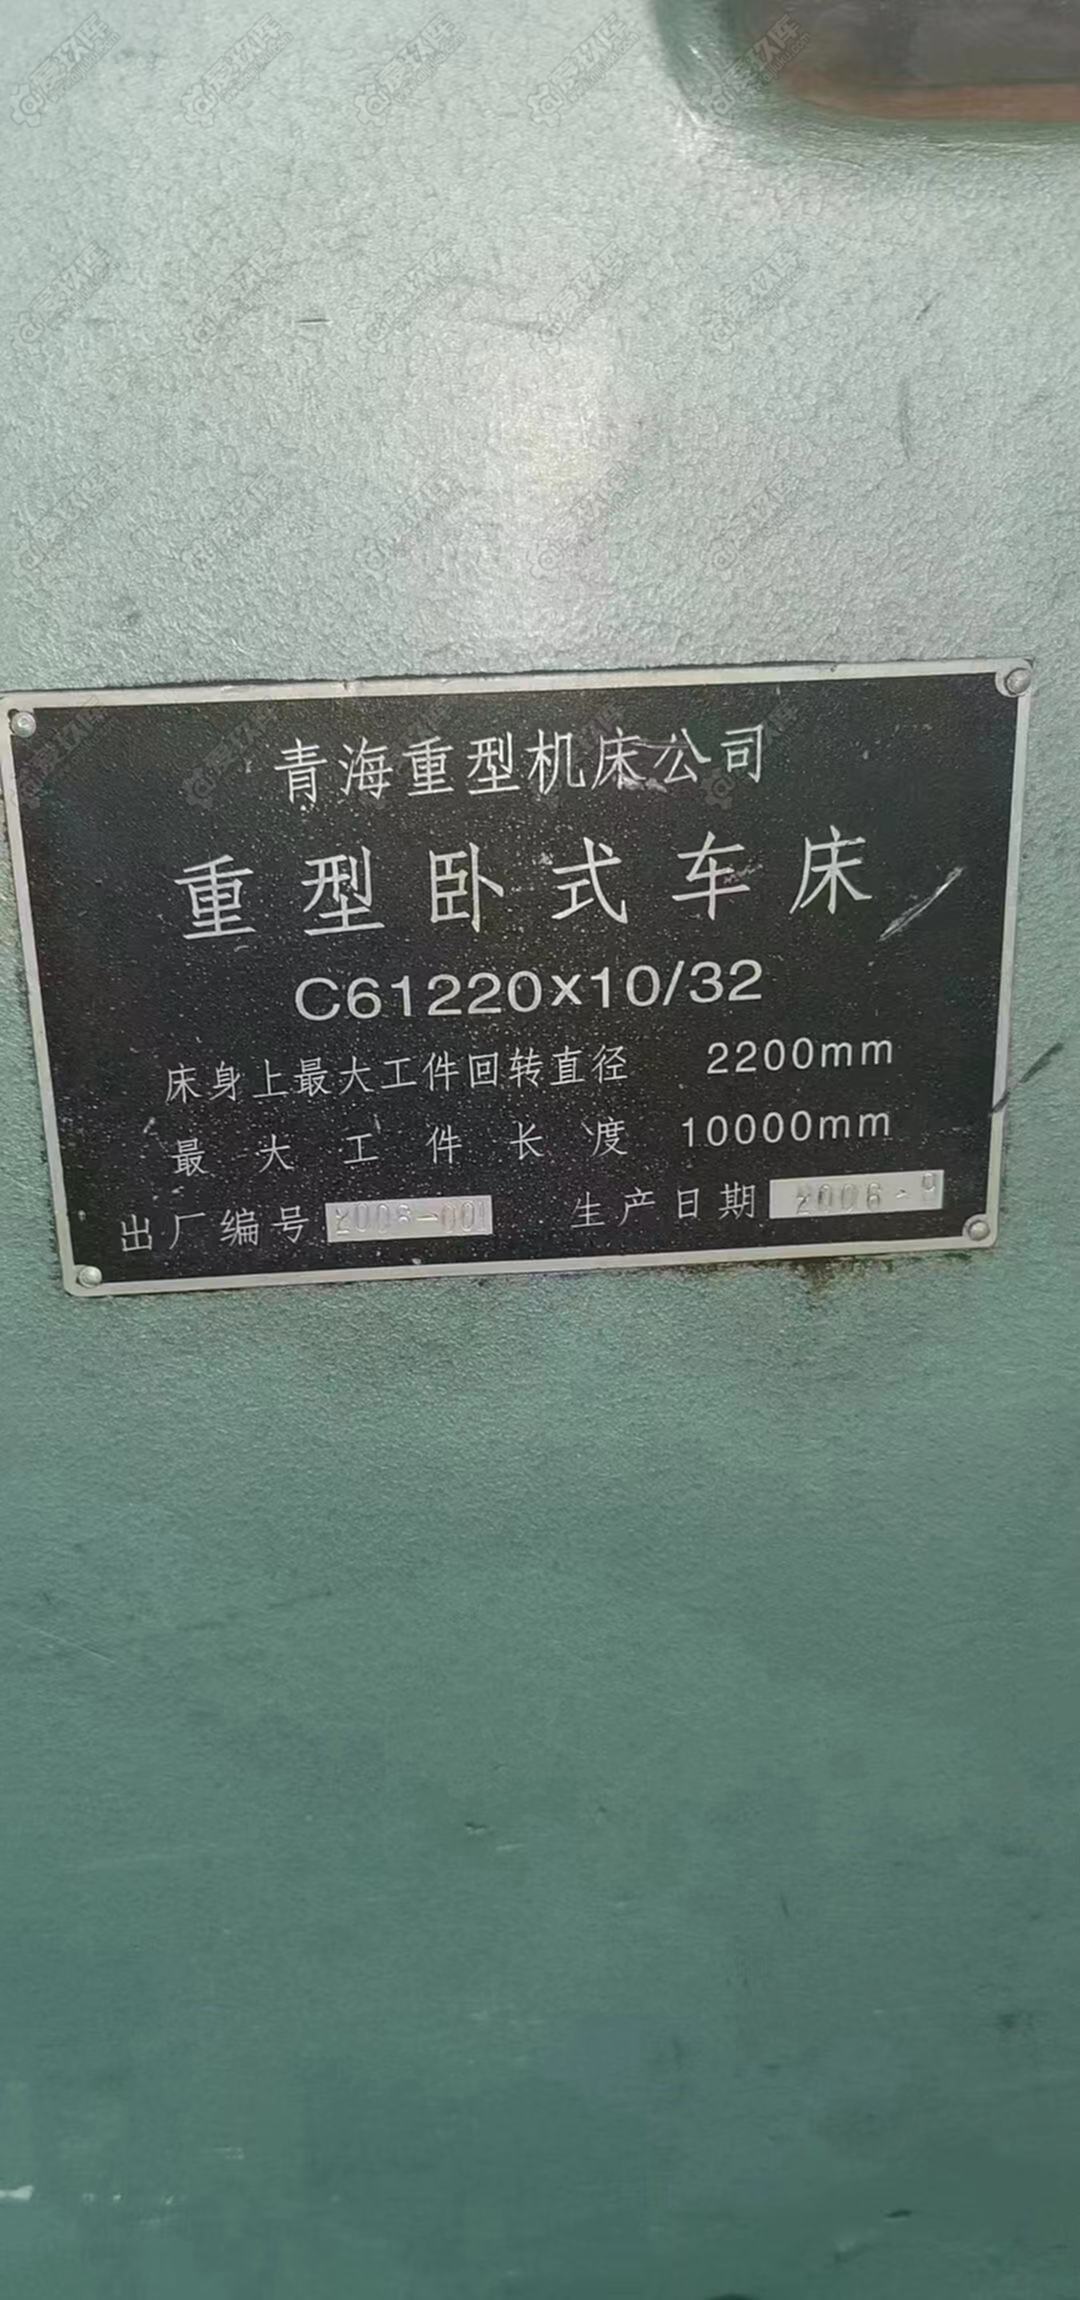 青海重型机床公司
重型卧式车床
C61220x10/32
床身上最大工件回转直径 2200mm
最大工件长度 10000mm
出厂编号 2006-001
生产日期 2006.9